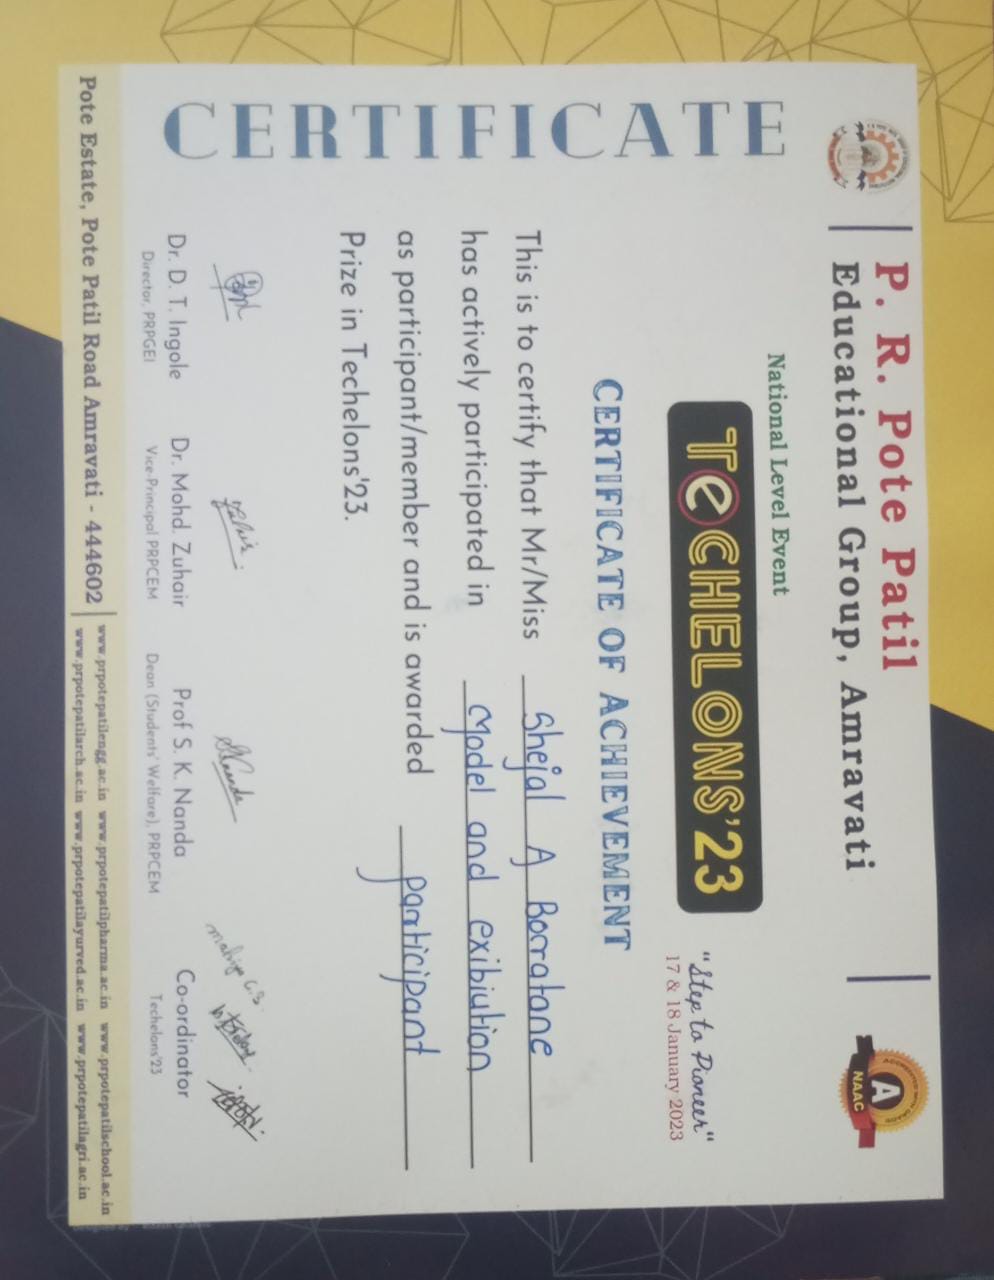 P. R. Pote Patil
Educational Group, Amravati
A
NAAC
National Level Event
TeCHELONS'23
"Step to Pioneer"
17 & 18 January 2023
CERTIFICATE OF ACHIEVEMENT
CERTIFICATE
This is to certify that Mr/Miss Shejal A Borratane
has actively participated in Model and exibiution
as participant/member and is awarded participant
Prize in Techelons'23.
Dr. D. T. Ingole
Director, PRPGEI
Dr. Mohd. Zuhair
Vice-Principal PRPCEM
Prof S. K. Nanda
Dean (Students' Welfare), PRPCEM
Co-ordinator
Techelons'23
Pote Estate, Pote Patil Road Amravati - 444602
www.prpotepatilengg.ac.in www.prpotepatilpharma.ac.in www.prpotepatilschool.ac.in
www.prpotepatilarch.ac.in www.prpotepatilayurved.ac.in www.prpotepatilagri.ac.in